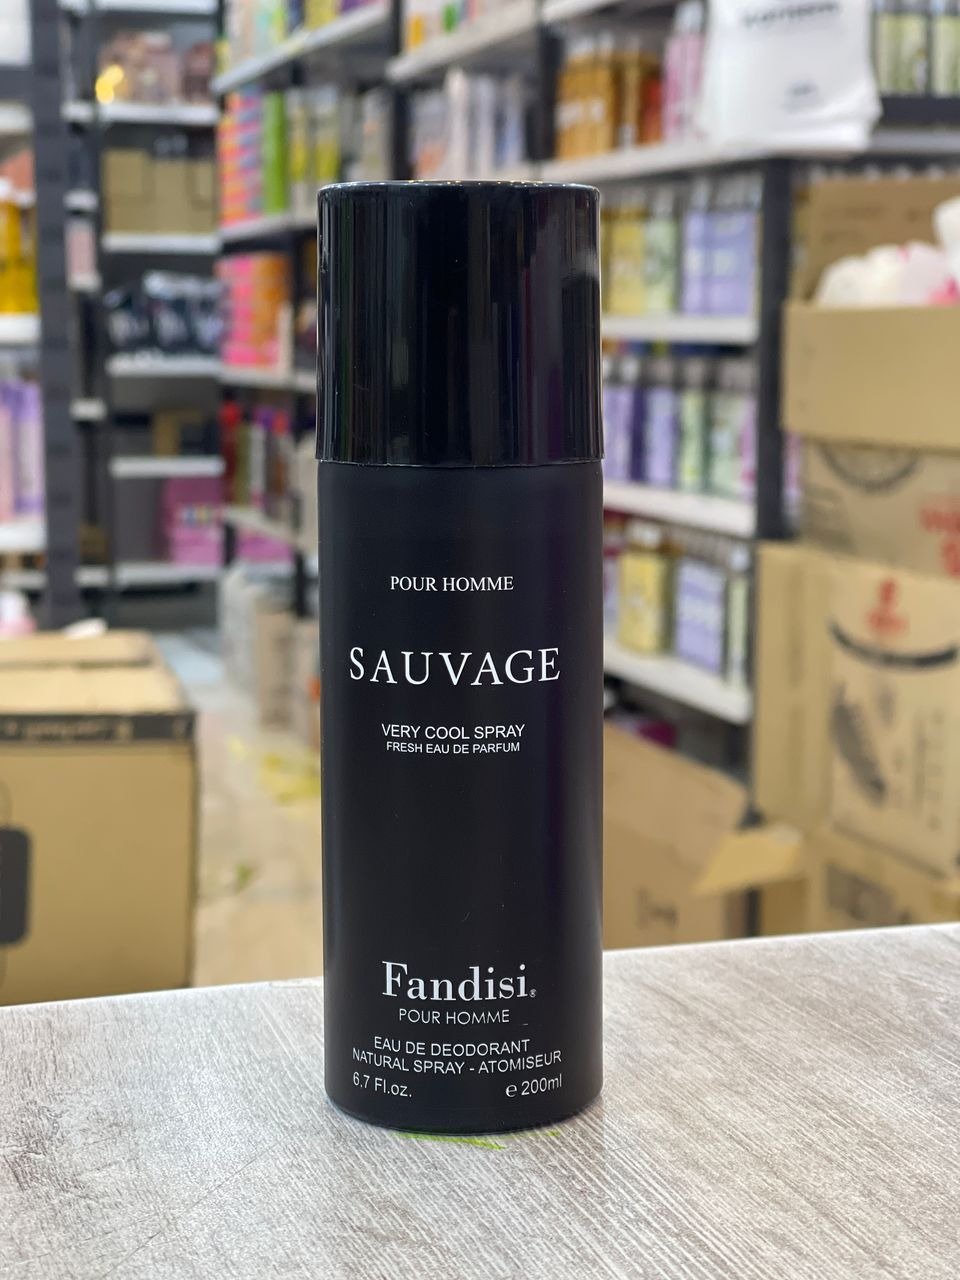 POUR HOMME
SAUVAGE
VERY COOL SPRAY
FRESH EAU DE PARFUM
Fandisi®
POUR HOMME
EAU DE DEODORANT
NATURAL SPRAY - ATOMISEUR
6.7 Fl.oz. ℮ 200ml